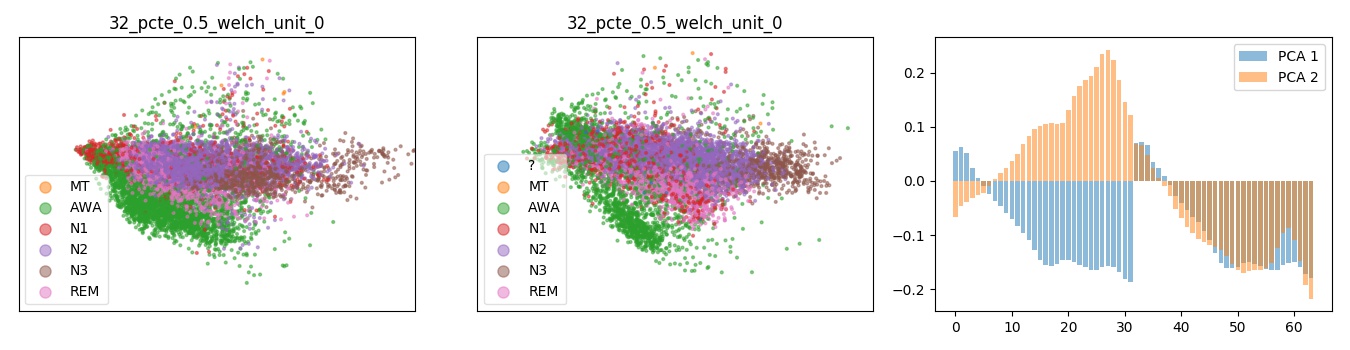 32_pcte_0.5_welch_unit_0
MT
AWA
N1
N2
N3
REM
32_pcte_0.5_welch_unit_0
?
MT
AWA
N1
N2
N3
REM
PCA 1
PCA 2
0.2
0.1
0.0
−0.1
−0.2
0 10 20 30 40 50 60